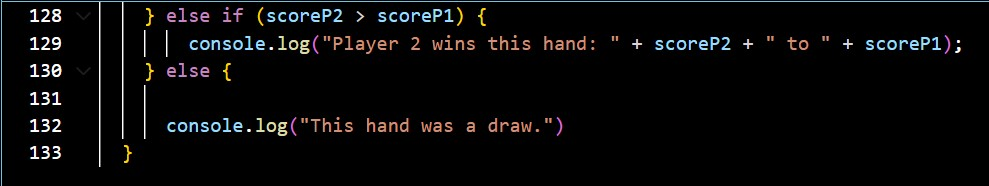 128 } else if (scoreP2 > scoreP1) {
129 console.log("Player 2 wins this hand: " + scoreP2 + " to " + scoreP1);
130 } else {
131
132 console.log("This hand was a draw.")
133 }